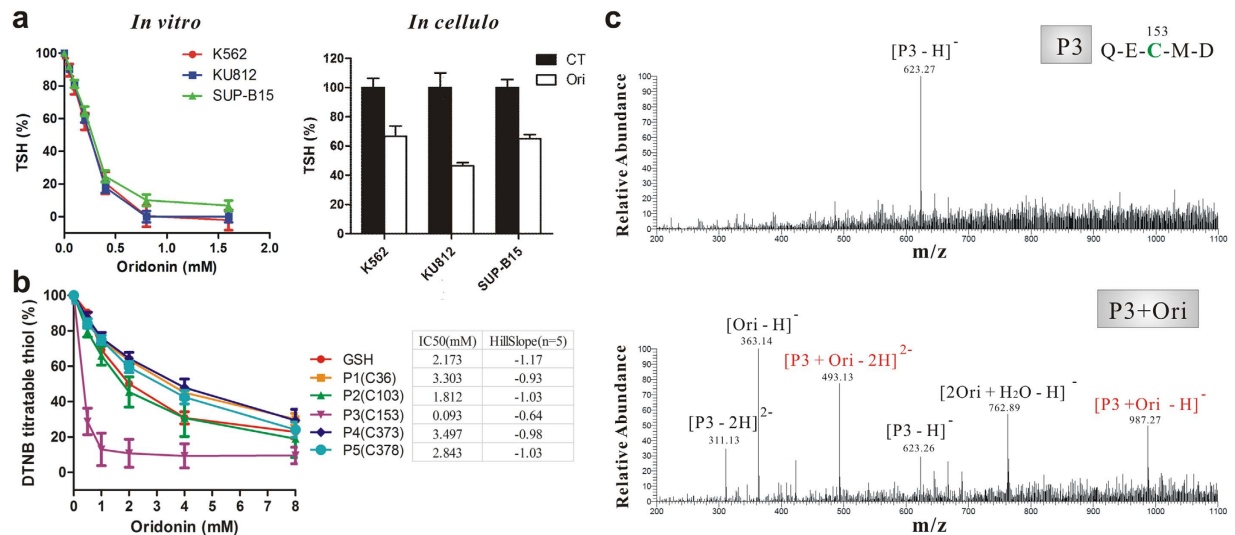 a
In vitro
TSH (%)
100
80
60
40
20
0
K562
KU812
SUP-B15
0.0 0.5 1.0 1.5 2.0
Oridonin (mM)
In cellulo
CT
Ori
TSH (%)
140
120
100
80
60
40
20
0
K562
KU812
SUP-B15
b
DTNB titratable thiol (%)
100
80
60
40
20
0
0 1 2 3 4 5 6 7 8
Oridonin (mM)
IC50(mM) HillSlope(n=5)
GSH 2.173 -1.17
P1(C36) 3.303 -0.93
P2(C103) 1.812 -1.03
P3(C153) 0.093 -0.64
P4(C373) 3.497 -0.98
P5(C378) 2.843 -1.03
c
P3
153
Q-E-C-M-D
[P3 - H]-
623.27
Relative Abundance
100
90
80
70
60
50
40
30
20
10
0
200 300 400 500 600 700 800 900 1000 1100
m/z
P3+Ori
[Ori - H]-
363.14
[P3 + Ori - 2H]2-
493.13
[P3 - 2H]2-
311.13
[P3 - H]-
623.26
[2Ori + H2O - H]-
762.89
[P3 +Ori - H]-
987.27
Relative Abundance
100
90
80
70
60
50
40
30
20
10
0
200 300 400 500 600 700 800 900 1000 1100
m/z